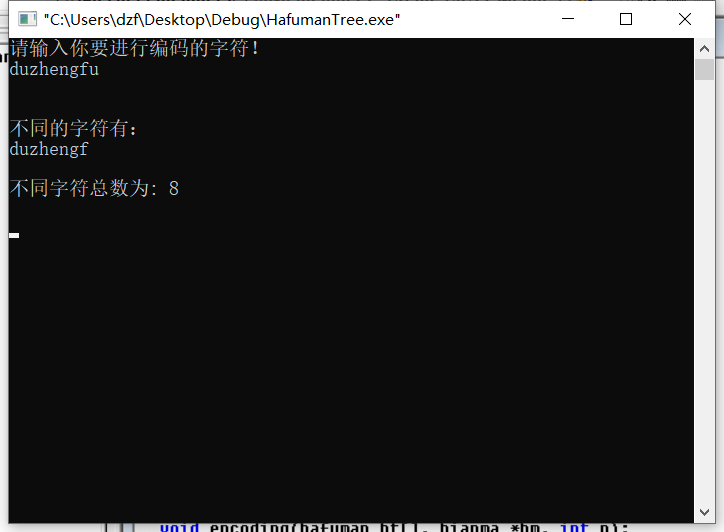 "C:\Users\dzf\Desktop\Debug\HafumanTree.exe"
请输入你要进行编码的字符!
duzhengfu
不同的字符有:
duzhengf
不同字符总数为: 8
void encoding(hafuman hf[], bianma *bm, int n);